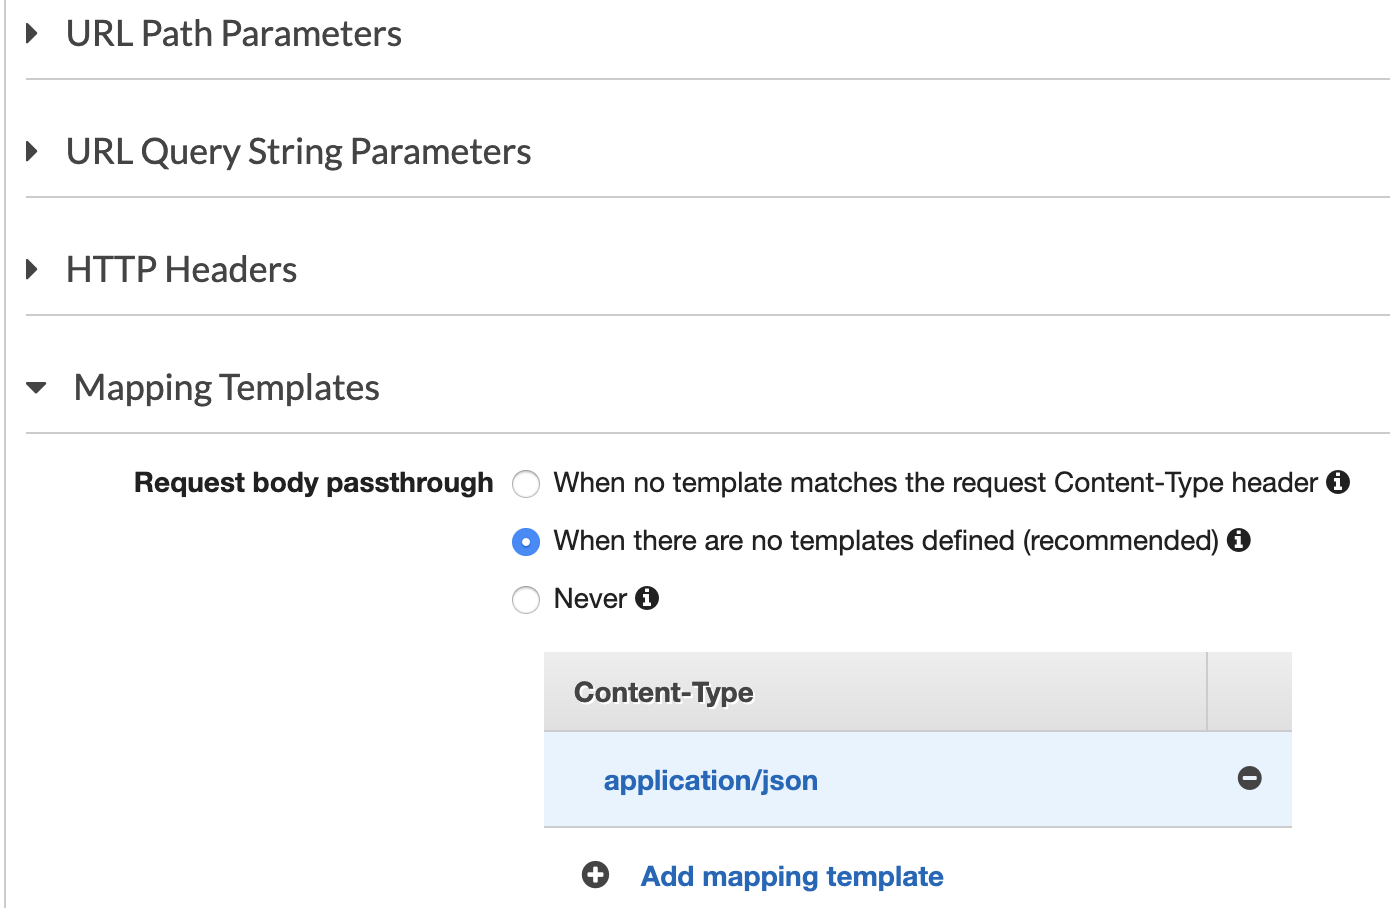 URL Path Parameters
URL Query String Parameters
HTTP Headers
Mapping Templates
Request body passthrough
When no template matches the request Content-Type header
When there are no templates defined (recommended)
Never
Content-Type
application/json
Add mapping template